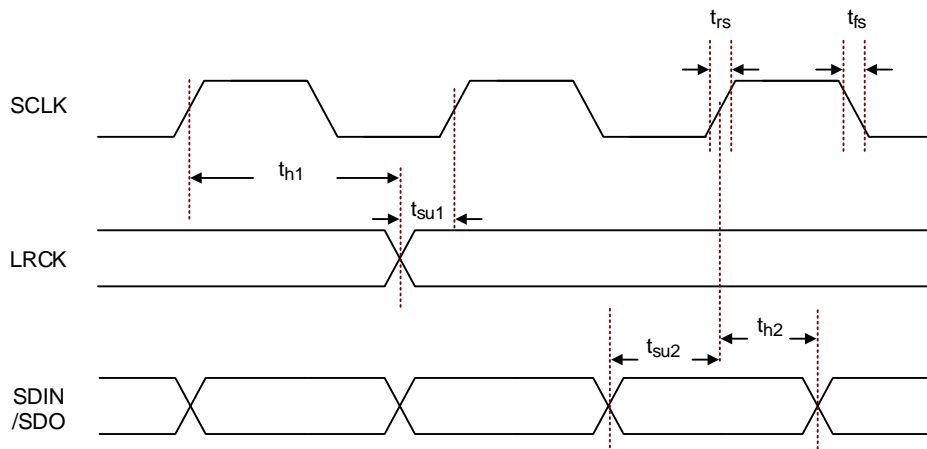 trs
tfs
SCLK
th1
tsu1
LRCK
th2
tsu2
SDIN
/SDO